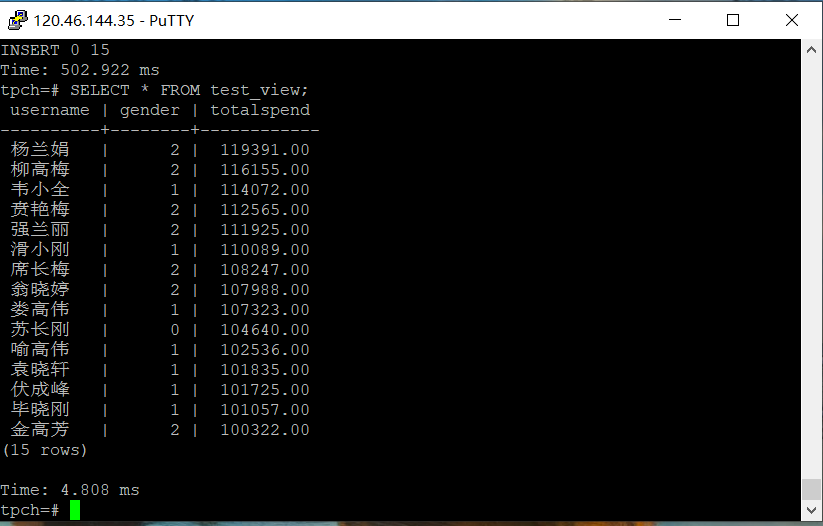 120.46.144.35 - PuTTY
INSERT 0 15
Time: 502.922 ms
tpch=# SELECT * FROM test_view;
 username | gender | totalspend
----------+--------+------------
 杨兰娟   |      2 |  119391.00
 柳高梅   |      2 |  116155.00
 韦小全   |      1 |  114072.00
 贲艳梅   |      2 |  112565.00
 强兰丽   |      2 |  111925.00
 滑小刚   |      1 |  110089.00
 席长梅   |      2 |  108247.00
 翁晓婷   |      2 |  107988.00
 娄高伟   |      1 |  107323.00
 苏长刚   |      0 |  104640.00
 喻高伟   |      1 |  102536.00
 袁晓轩   |      1 |  101835.00
 伏成峰   |      1 |  101725.00
 毕晓刚   |      1 |  101057.00
 金高芳   |      2 |  100322.00
(15 rows)
Time: 4.808 ms
tpch=#